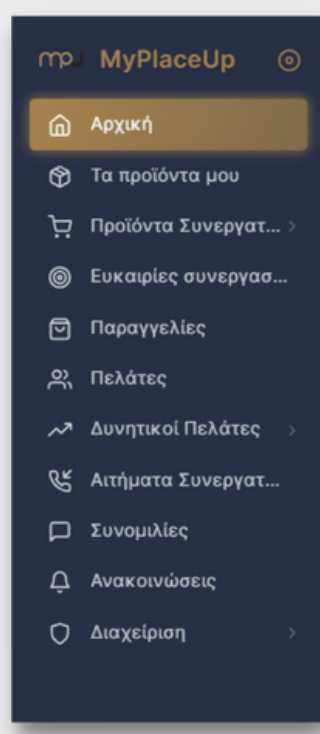 mpu MyPlaceUp
Αρχική
Τα προϊόντα μου
Προϊόντα Συνεργατ...
Ευκαιρίες συνεργασ...
Παραγγελίες
Πελάτες
Δυνητικοί Πελάτες
Αιτήματα Συνεργατ...
Συνομιλίες
Ανακοινώσεις
Διαχείριση